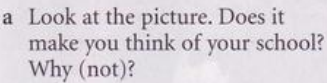 a Look at the picture. Does it
make you think of your school?
Why (not)?